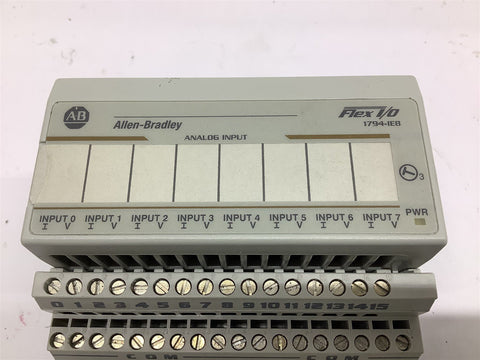 AB
Allen-Bradley
Flex I/O
1794-IE8
ANALOG INPUT
3
INPUT 0 INPUT 1 INPUT 2 INPUT 3 INPUT 4 INPUT 5 INPUT 6 INPUT 7 PWR
I V I V I V I V I V I V I V I V
0 1 2 3 4 5 6 7 8 9 10 11 12 13 14 15
C O M C O M